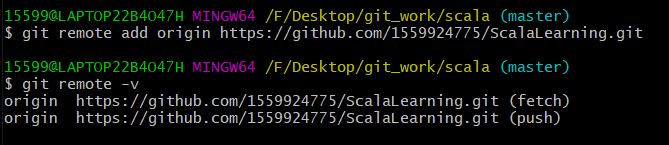 15599@LAPTOP22B4O47H MINGW64 /F/Desktop/git_work/scala (master)
$ git remote add origin https://github.com/1559924775/ScalaLearning.git
15599@LAPTOP22B4O47H MINGW64 /F/Desktop/git_work/scala (master)
$ git remote -v
origin  https://github.com/1559924775/ScalaLearning.git (fetch)
origin  https://github.com/1559924775/ScalaLearning.git (push)